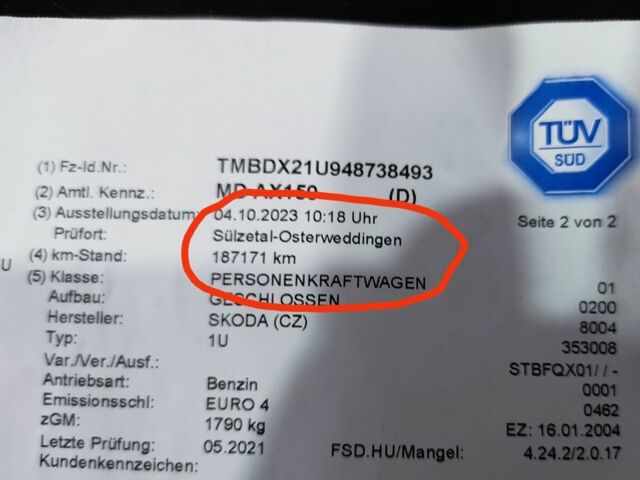 TÜV
SÜD
(1) Fz-Id.Nr.: TMBDX21U948738493
(2) Amtl. Kennz.: MD AX150 (D)
(3) Ausstellungsdatum: 04.10.2023 10:18 Uhr Seite 2 von 2
Prüfort: Sülzetal-Osterweddingen
(4) km-Stand: 187171 km
U
(5) Klasse: PERSONENKRAFTWAGEN 01
Aufbau: GESCHLOSSEN 0200
Hersteller: SKODA (CZ) 8004
Typ: 1U 353008
Var./Ver./Ausf.: STBFQX01/ / -
Antriebsart: Benzin 0001
Emissionsschl: EURO 4 0462
zGM: 1790 kg EZ: 16.01.2004
Letzte Prüfung: 05.2021 FSD.HU/Mangel: 4.24.2/2.0.17
Kundenkennzeichen: